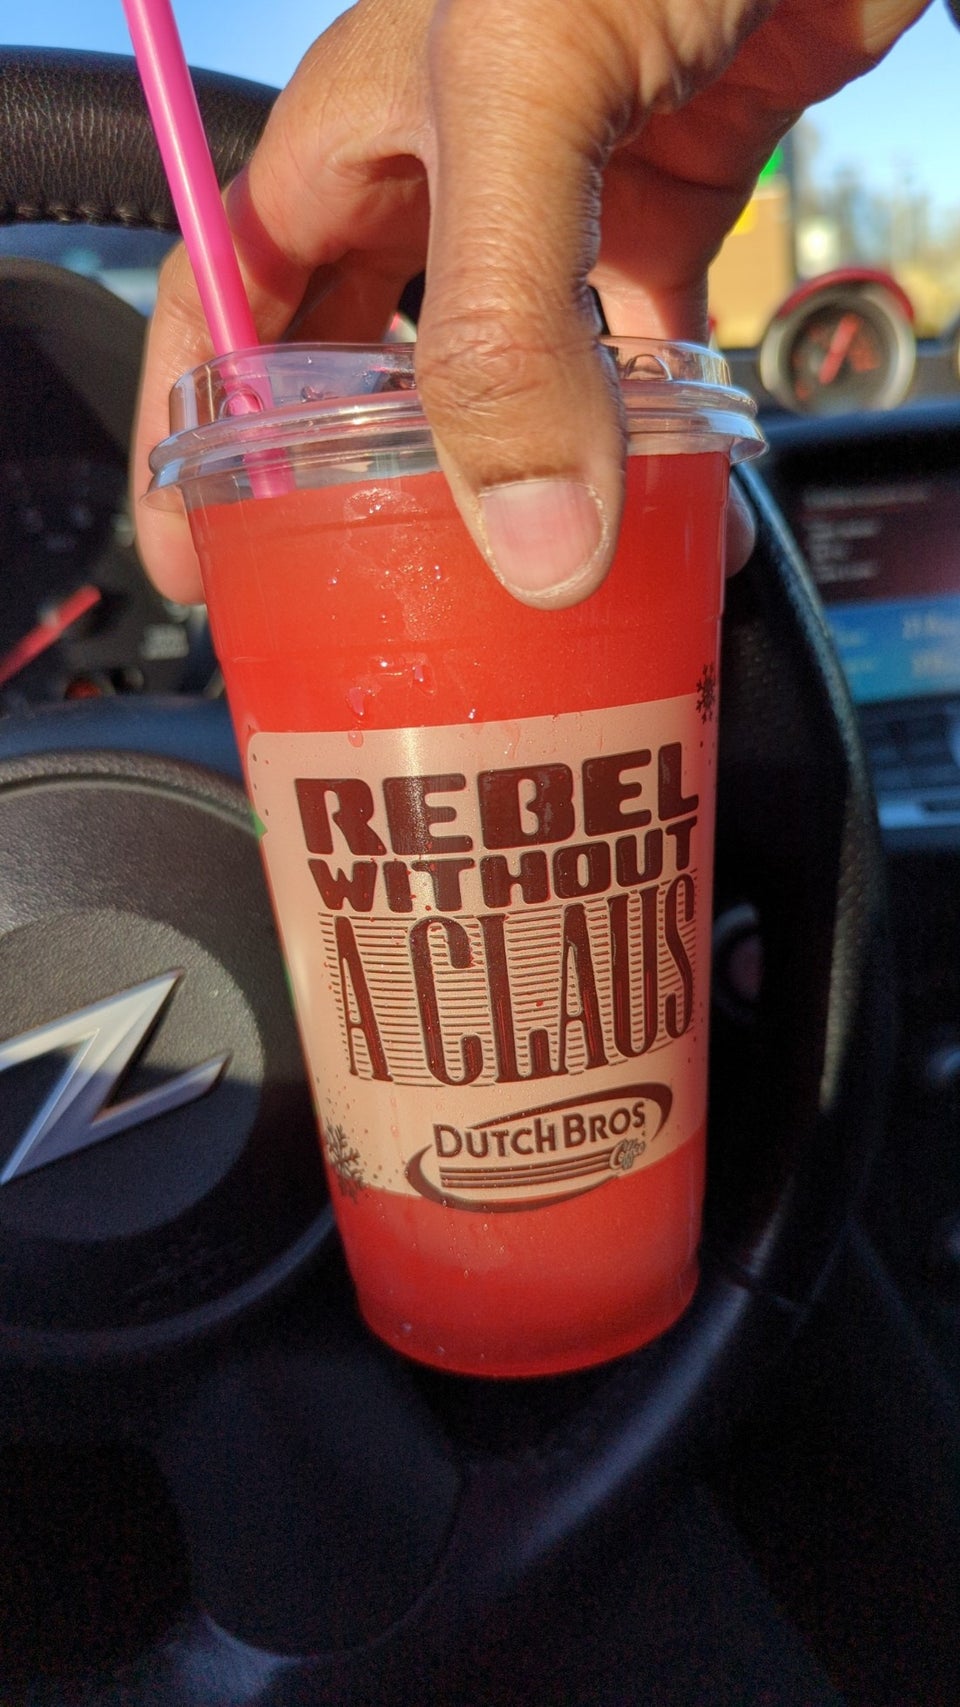 REBEL
WITHOUT
A CLAUS
DUTCH BROS
Coffee